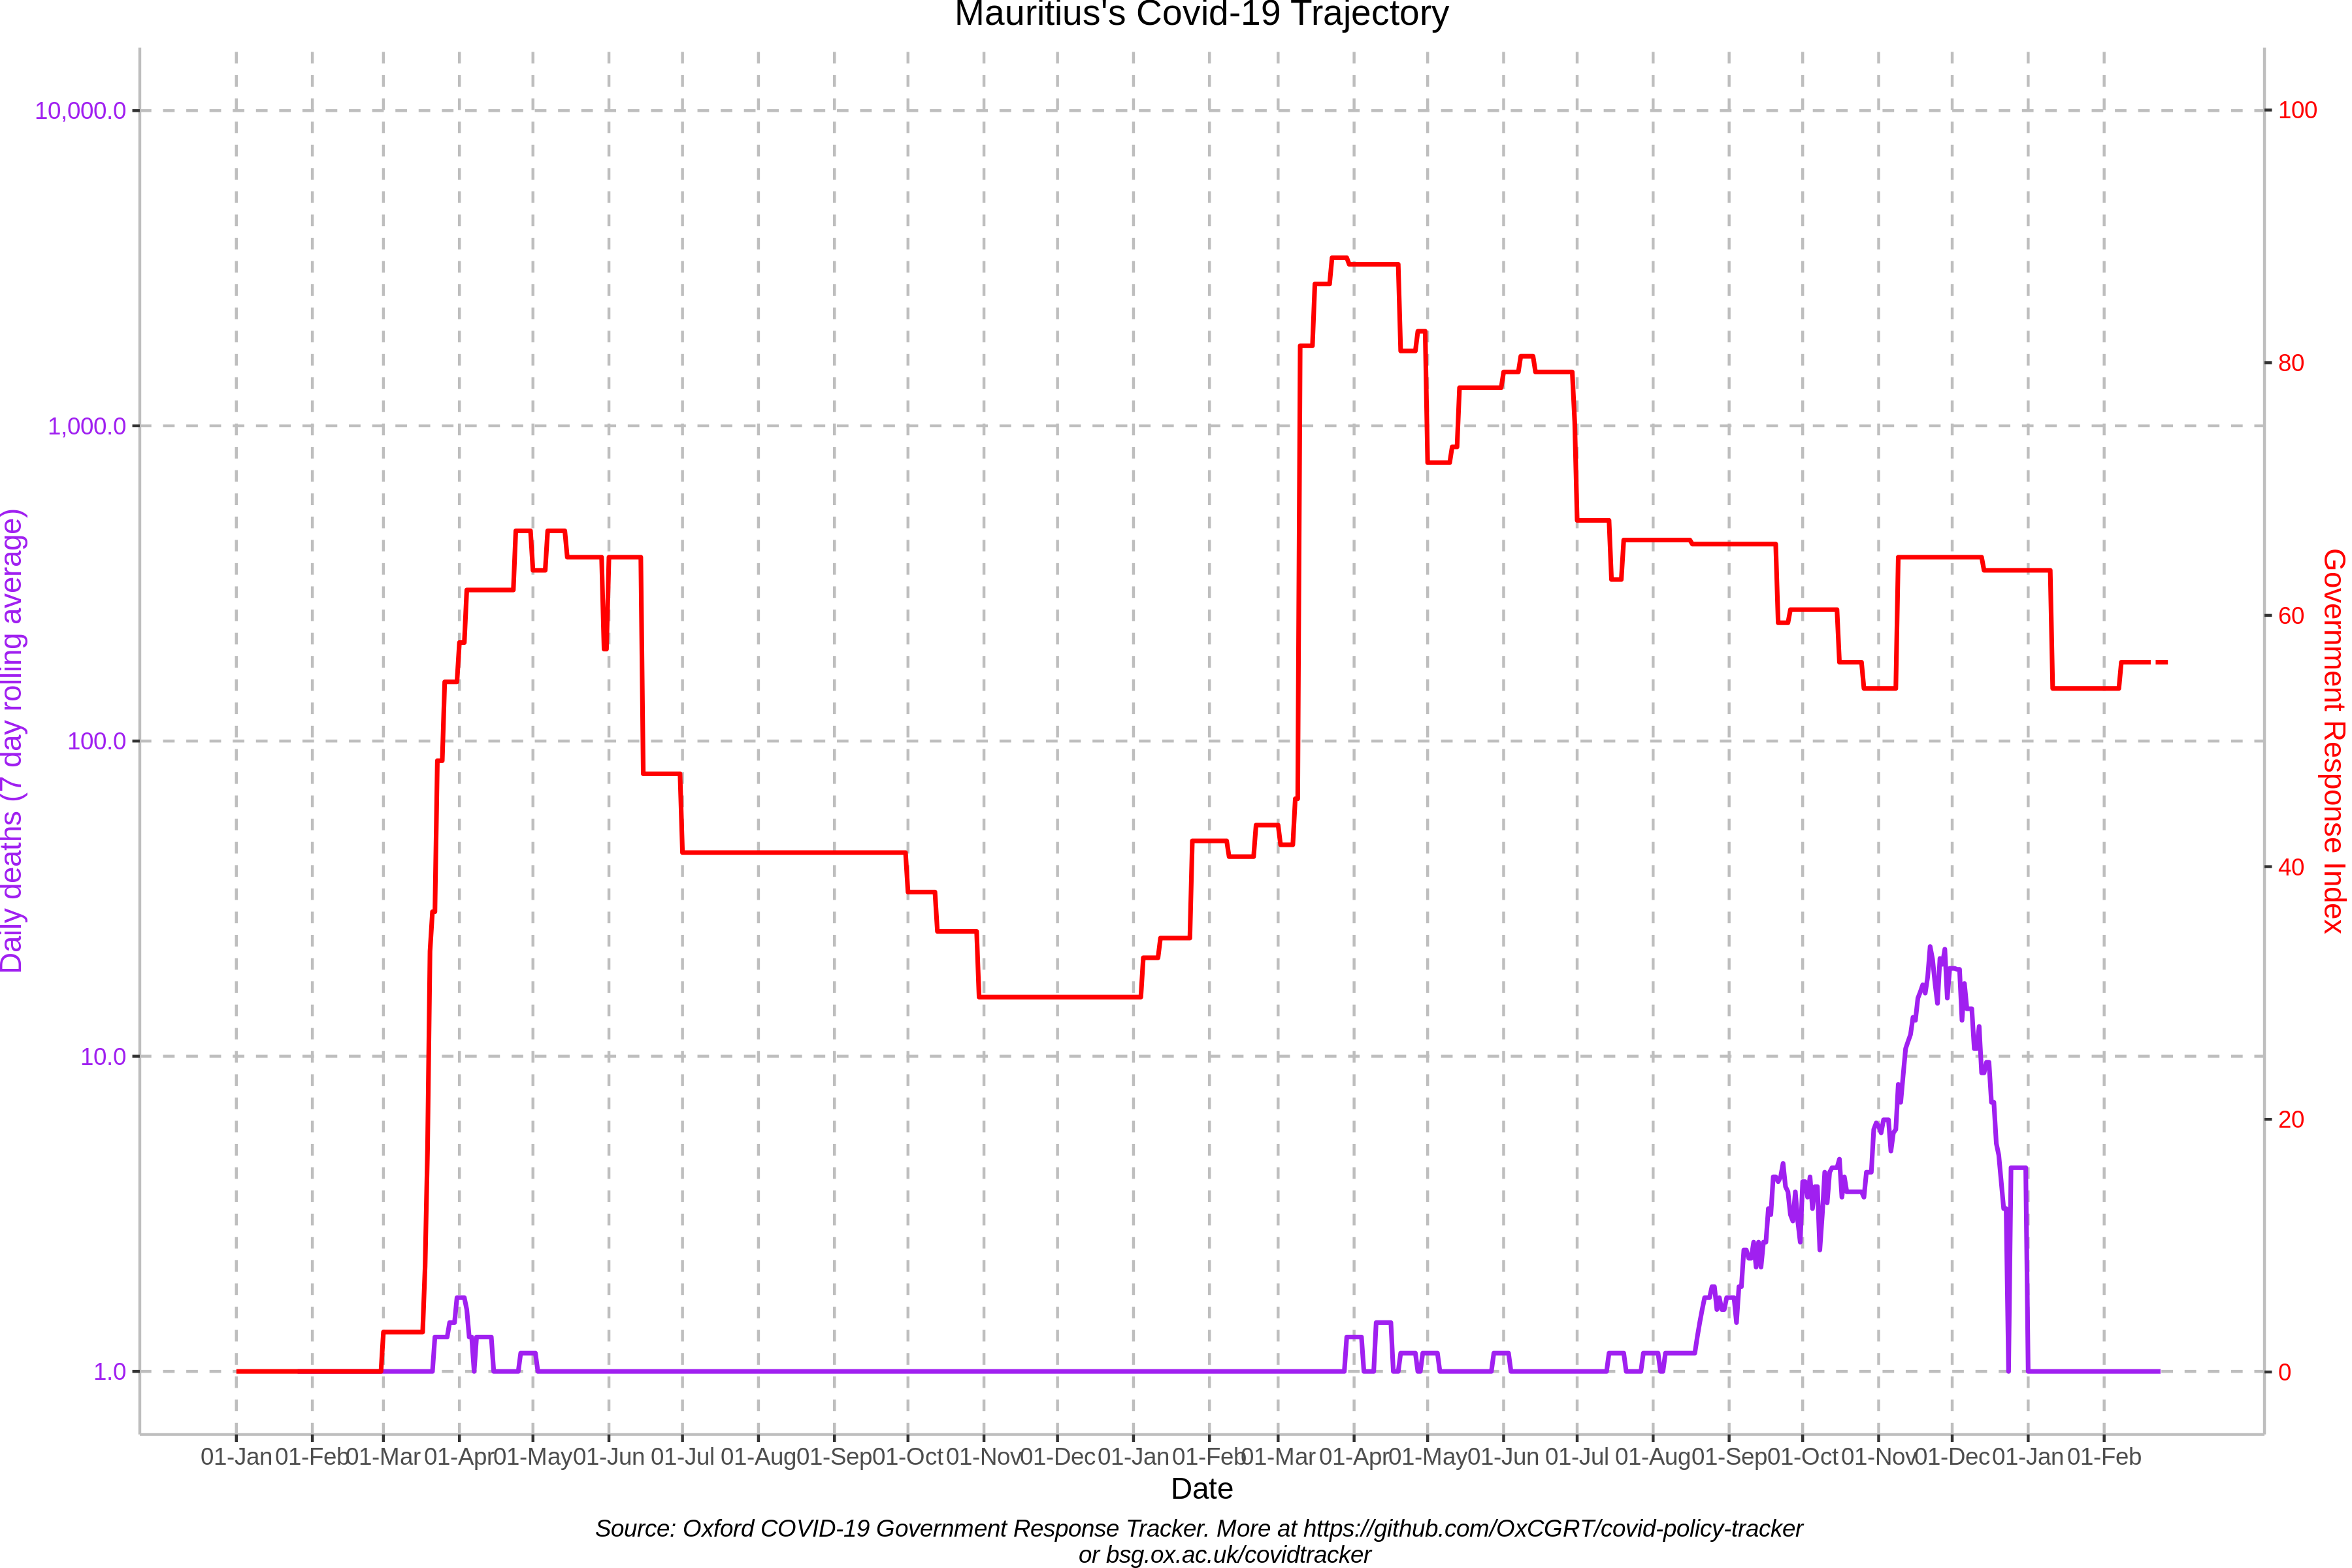 Mauritius's Covid-19 Trajectory
10,000.0
1,000.0
100.0
10.0
1.0
Daily deaths (7 day rolling average)
100
80
60
40
20
0
Government Response Index
01-Jan 01-Feb 01-Mar 01-Apr 01-May 01-Jun 01-Jul 01-Aug 01-Sep 01-Oct 01-Nov 01-Dec 01-Jan 01-Feb 01-Mar 01-Apr 01-May 01-Jun 01-Jul 01-Aug 01-Sep 01-Oct 01-Nov 01-Dec 01-Jan 01-Feb
Date
Source: Oxford COVID-19 Government Response Tracker. More at https://github.com/OxCGRT/covid-policy-tracker
or bsg.ox.ac.uk/covidtracker